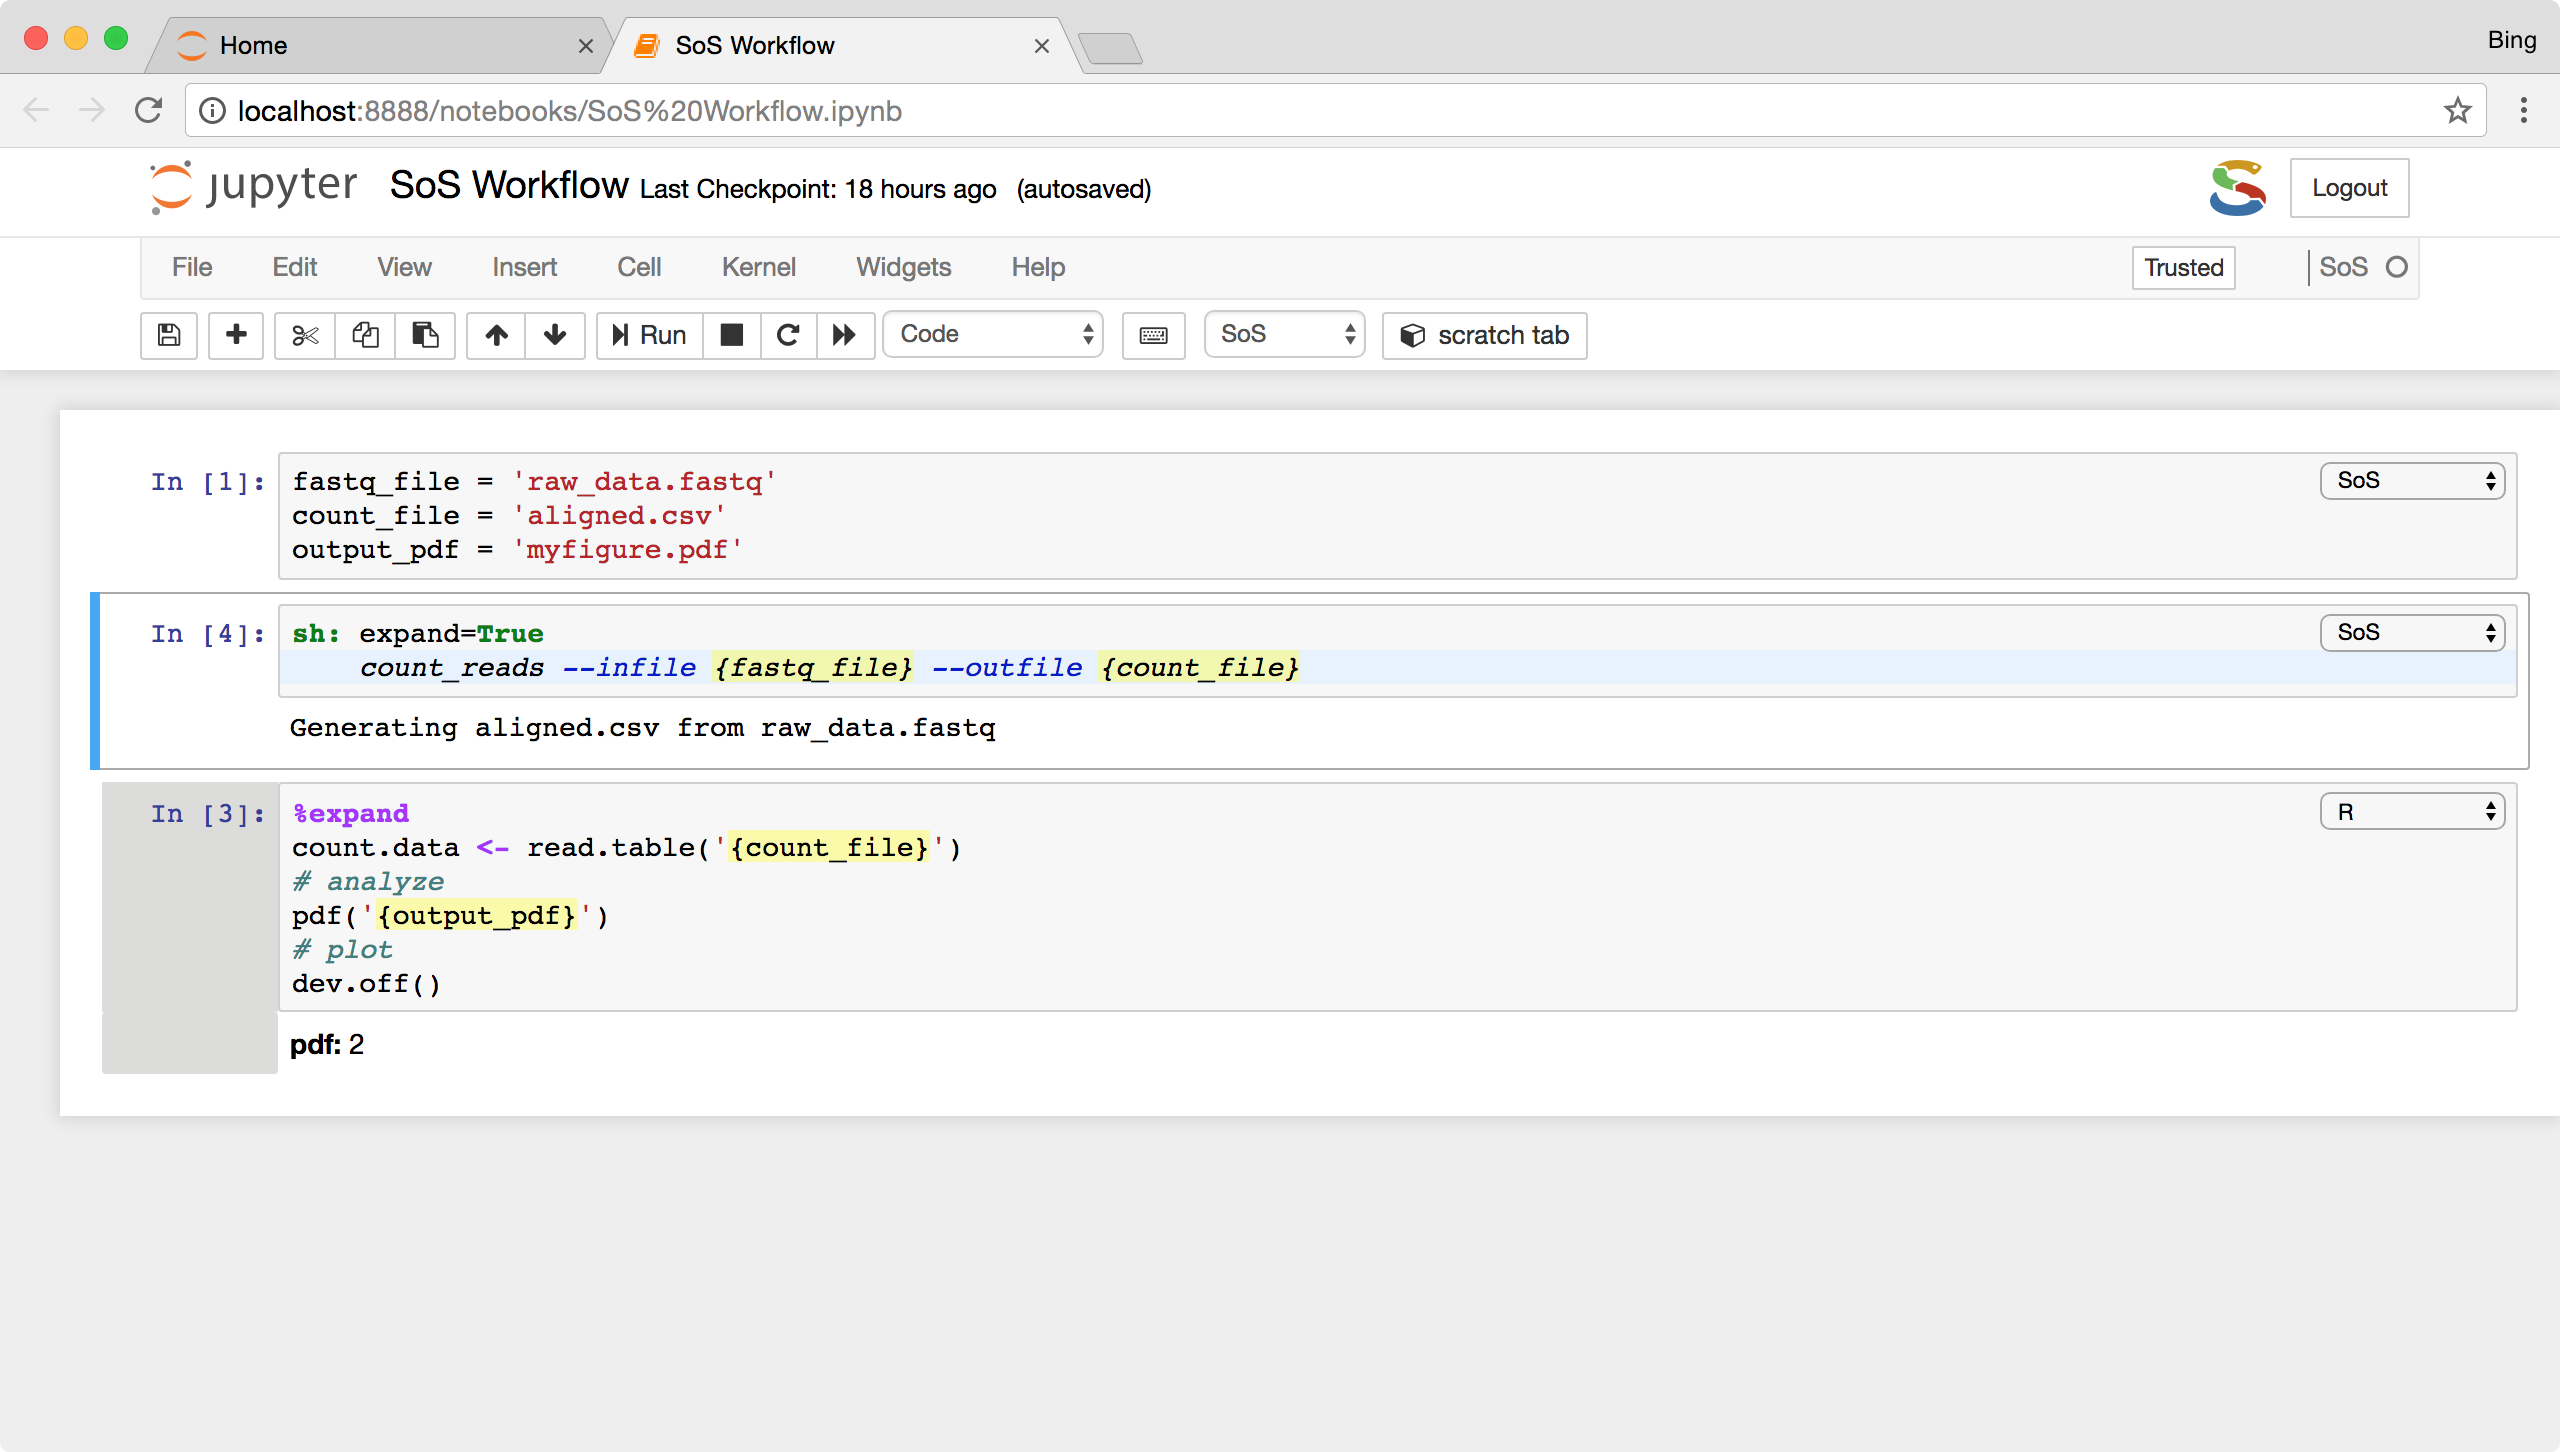 Home
SoS Workflow
Bing
localhost:8888/notebooks/SoS%20Workflow.ipynb
jupyter SoS Workflow Last Checkpoint: 18 hours ago (autosaved)
Logout
File Edit View Insert Cell Kernel Widgets Help
Trusted
SoS
Run Code SoS scratch tab
In [1]: fastq_file = 'raw_data.fastq'
SoS
count_file = 'aligned.csv'
output_pdf = 'myfigure.pdf'
In [4]: sh: expand=True
SoS
count_reads --infile {fastq_file} --outfile {count_file}
Generating aligned.csv from raw_data.fastq
In [3]: %expand
R
count.data <- read.table('{count_file}')
# analyze
pdf('{output_pdf}')
# plot
dev.off()
pdf: 2